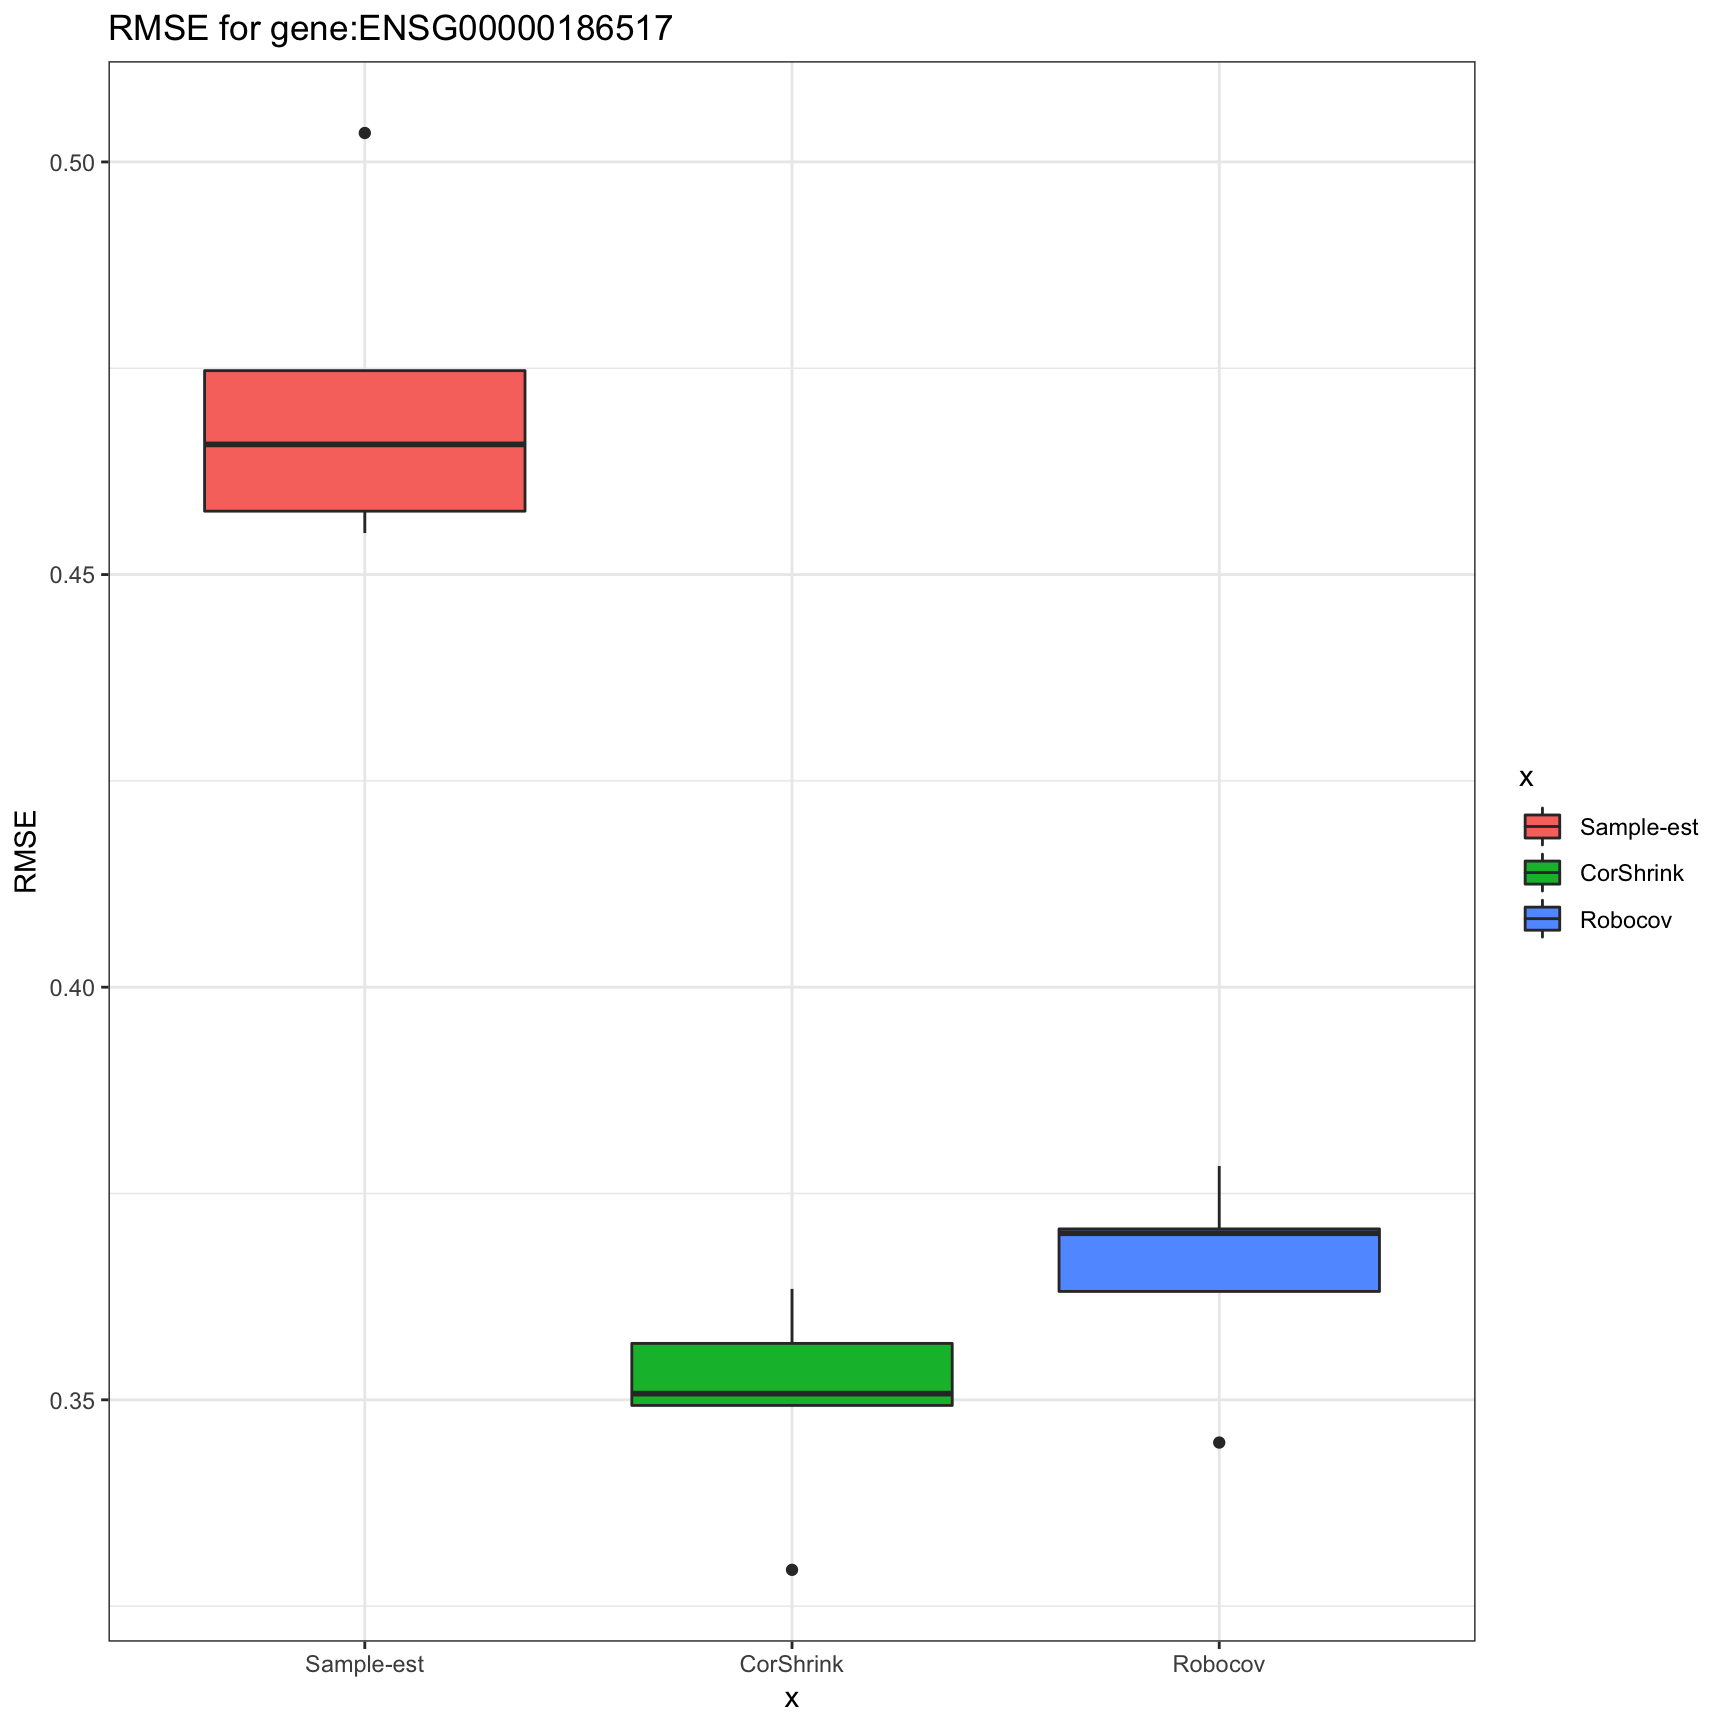 RMSE for gene:ENSG00000186517
0.50
0.45
0.40
0.35
RMSE
Sample-est
CorShrink
Robocov
x
x
Sample-est
CorShrink
Robocov